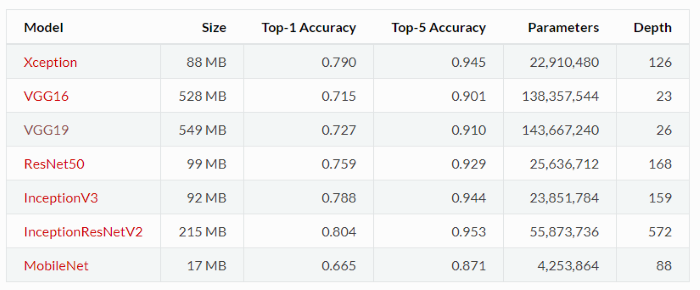 Model Size Top-1 Accuracy Top-5 Accuracy Parameters Depth
Xception 88 MB 0.790 0.945 22,910,480 126
VGG16 528 MB 0.715 0.901 138,357,544 23
VGG19 549 MB 0.727 0.910 143,667,240 26
ResNet50 99 MB 0.759 0.929 25,636,712 168
InceptionV3 92 MB 0.788 0.944 23,851,784 159
InceptionResNetV2 215 MB 0.804 0.953 55,873,736 572
MobileNet 17 MB 0.665 0.871 4,253,864 88